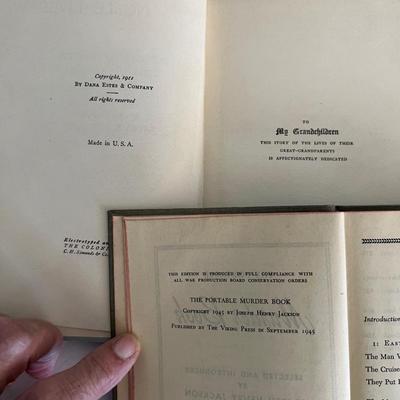 Copyright, 1911
BY DANA ESTES & COMPANY
All rights reserved
Made in U. S. A.
Electrotyped and
THE COLONI
C. H. Simonds & Co.
TO
My Grandchildren
THIS STORY OF THE LIVES OF THEIR
GREAT-GRANDPARENTS
IS AFFECTIONATELY DEDICATED
THIS EDITION IS PRODUCED IN FULL COMPLIANCE WITH
ALL WAR PRODUCTION BOARD CONSERVATION ORDERS
THE PORTABLE MURDER BOOK
COPYRIGHT 1945 BY JOSEPH HENRY JACKSON
PUBLISHED BY THE VIKING PRESS IN SEPTEMBER 1945
Introduction
1: EAST
The Man W
The Cruise
They Put